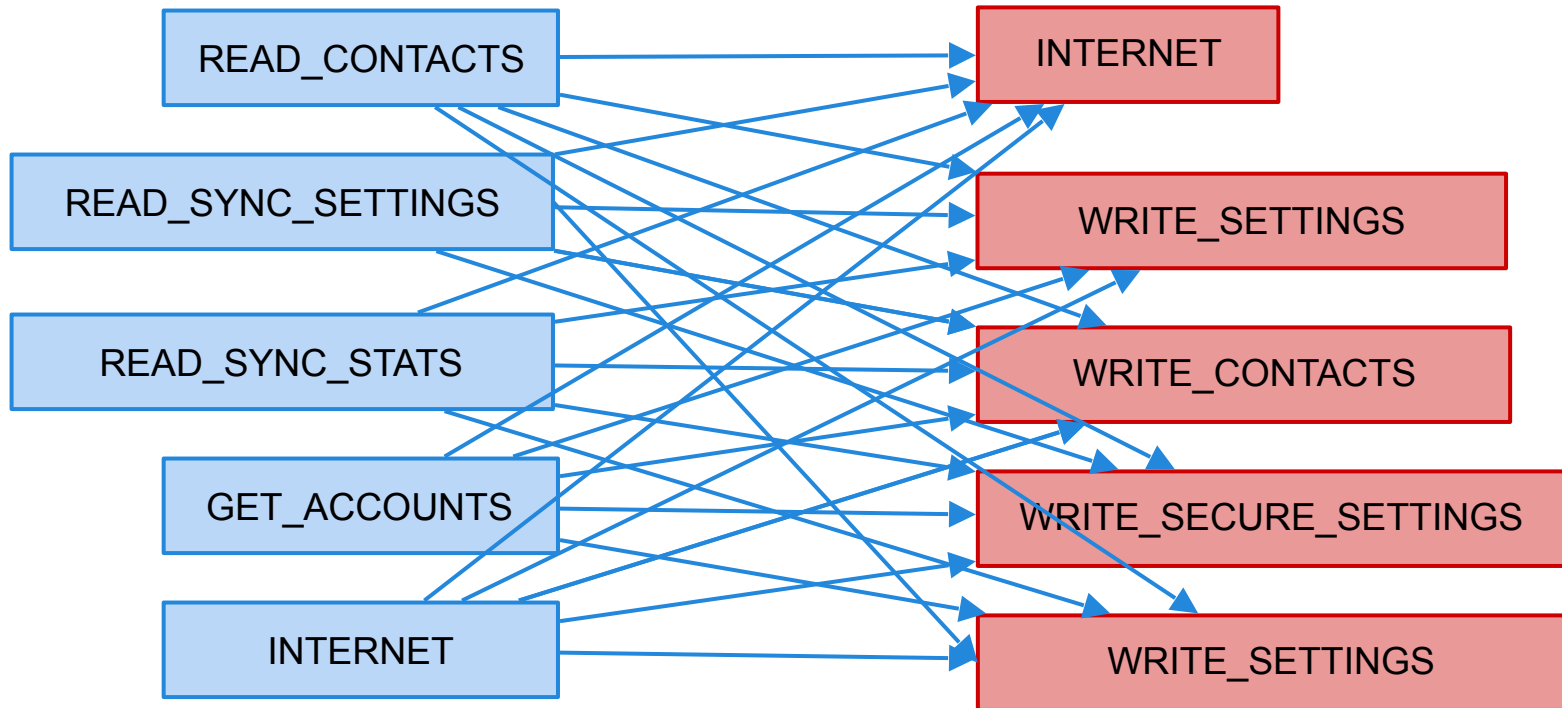 READ_CONTACTS
INTERNET
READ_SYNC_SETTINGS
WRITE_SETTINGS
READ_SYNC_STATS
WRITE_CONTACTS
GET_ACCOUNTS
WRITE_SECURE_SETTINGS
INTERNET
WRITE_SETTINGS